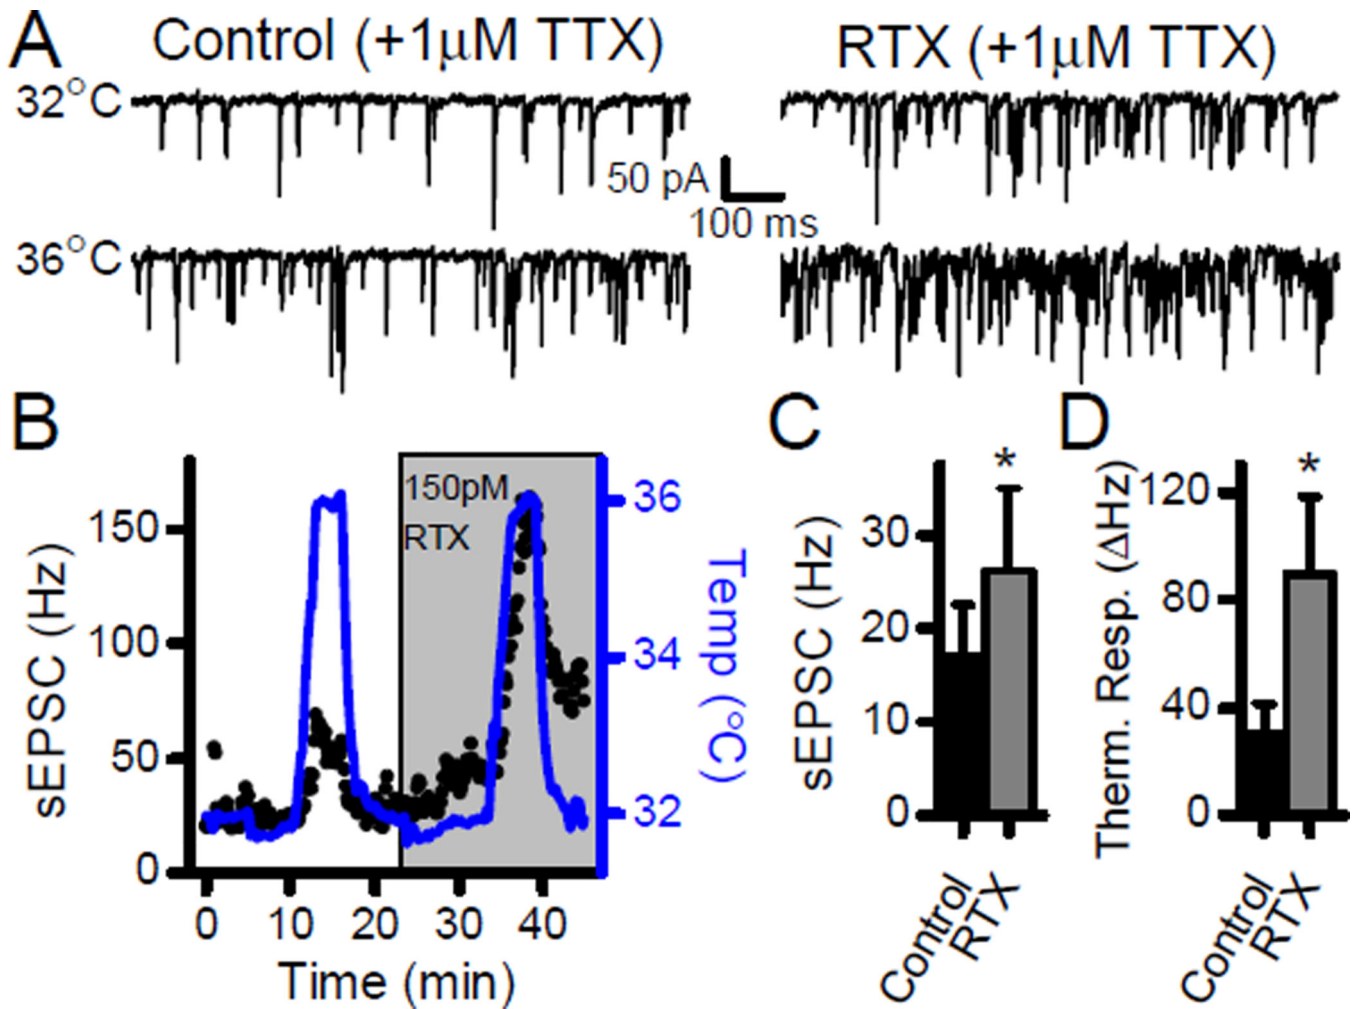 A
Control (+1µM TTX)
RTX (+1µM TTX)
32°C
50 pA
100 ms
36°C
B
sEPSC (Hz)
150
100
50
0
150pM
RTX
36
34
32
Temp (°C)
0 10 20 30 40
Time (min)
C
sEPSC (Hz)
30
20
10
0
*
Control
RTX
D
Therm. Resp. (ΔHz)
120
80
40
0
*
Control
RTX